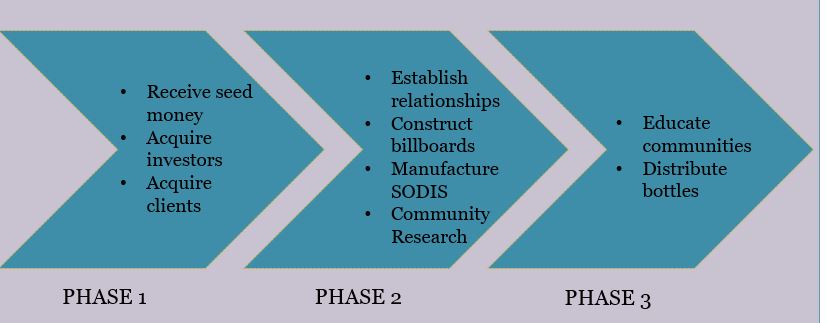 • Receive seed
money
• Acquire
investors
• Acquire
clients
• Establish
relationships
• Construct
billboards
• Manufacture
SODIS
• Community
Research
• Educate
communities
• Distribute
bottles
PHASE 1
PHASE 2
PHASE 3